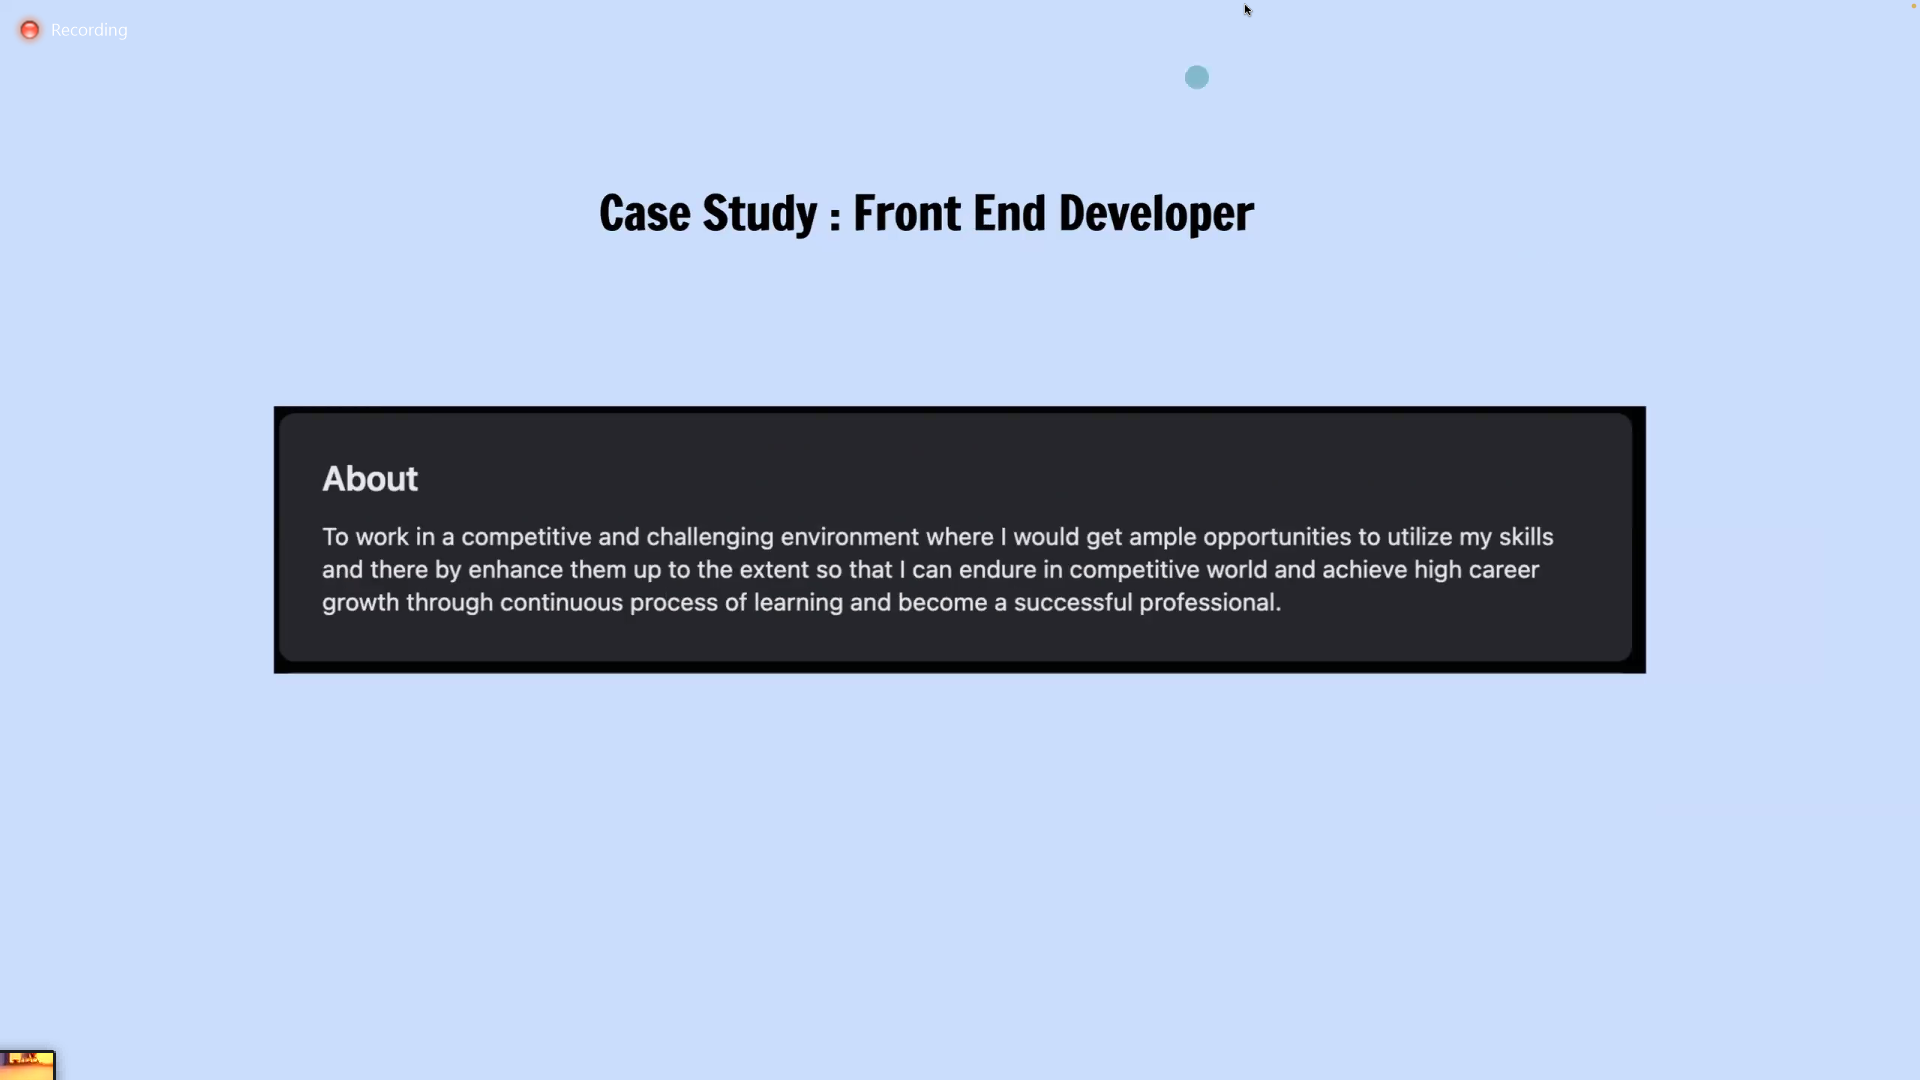 Recording
Case Study : Front End Developer
About
To work in a competitive and challenging environment where I would get ample opportunities to utilize my skills
and there by enhance them up to the extent so that I can endure in competitive world and achieve high career
growth through continuous process of learning and become a successful professional.